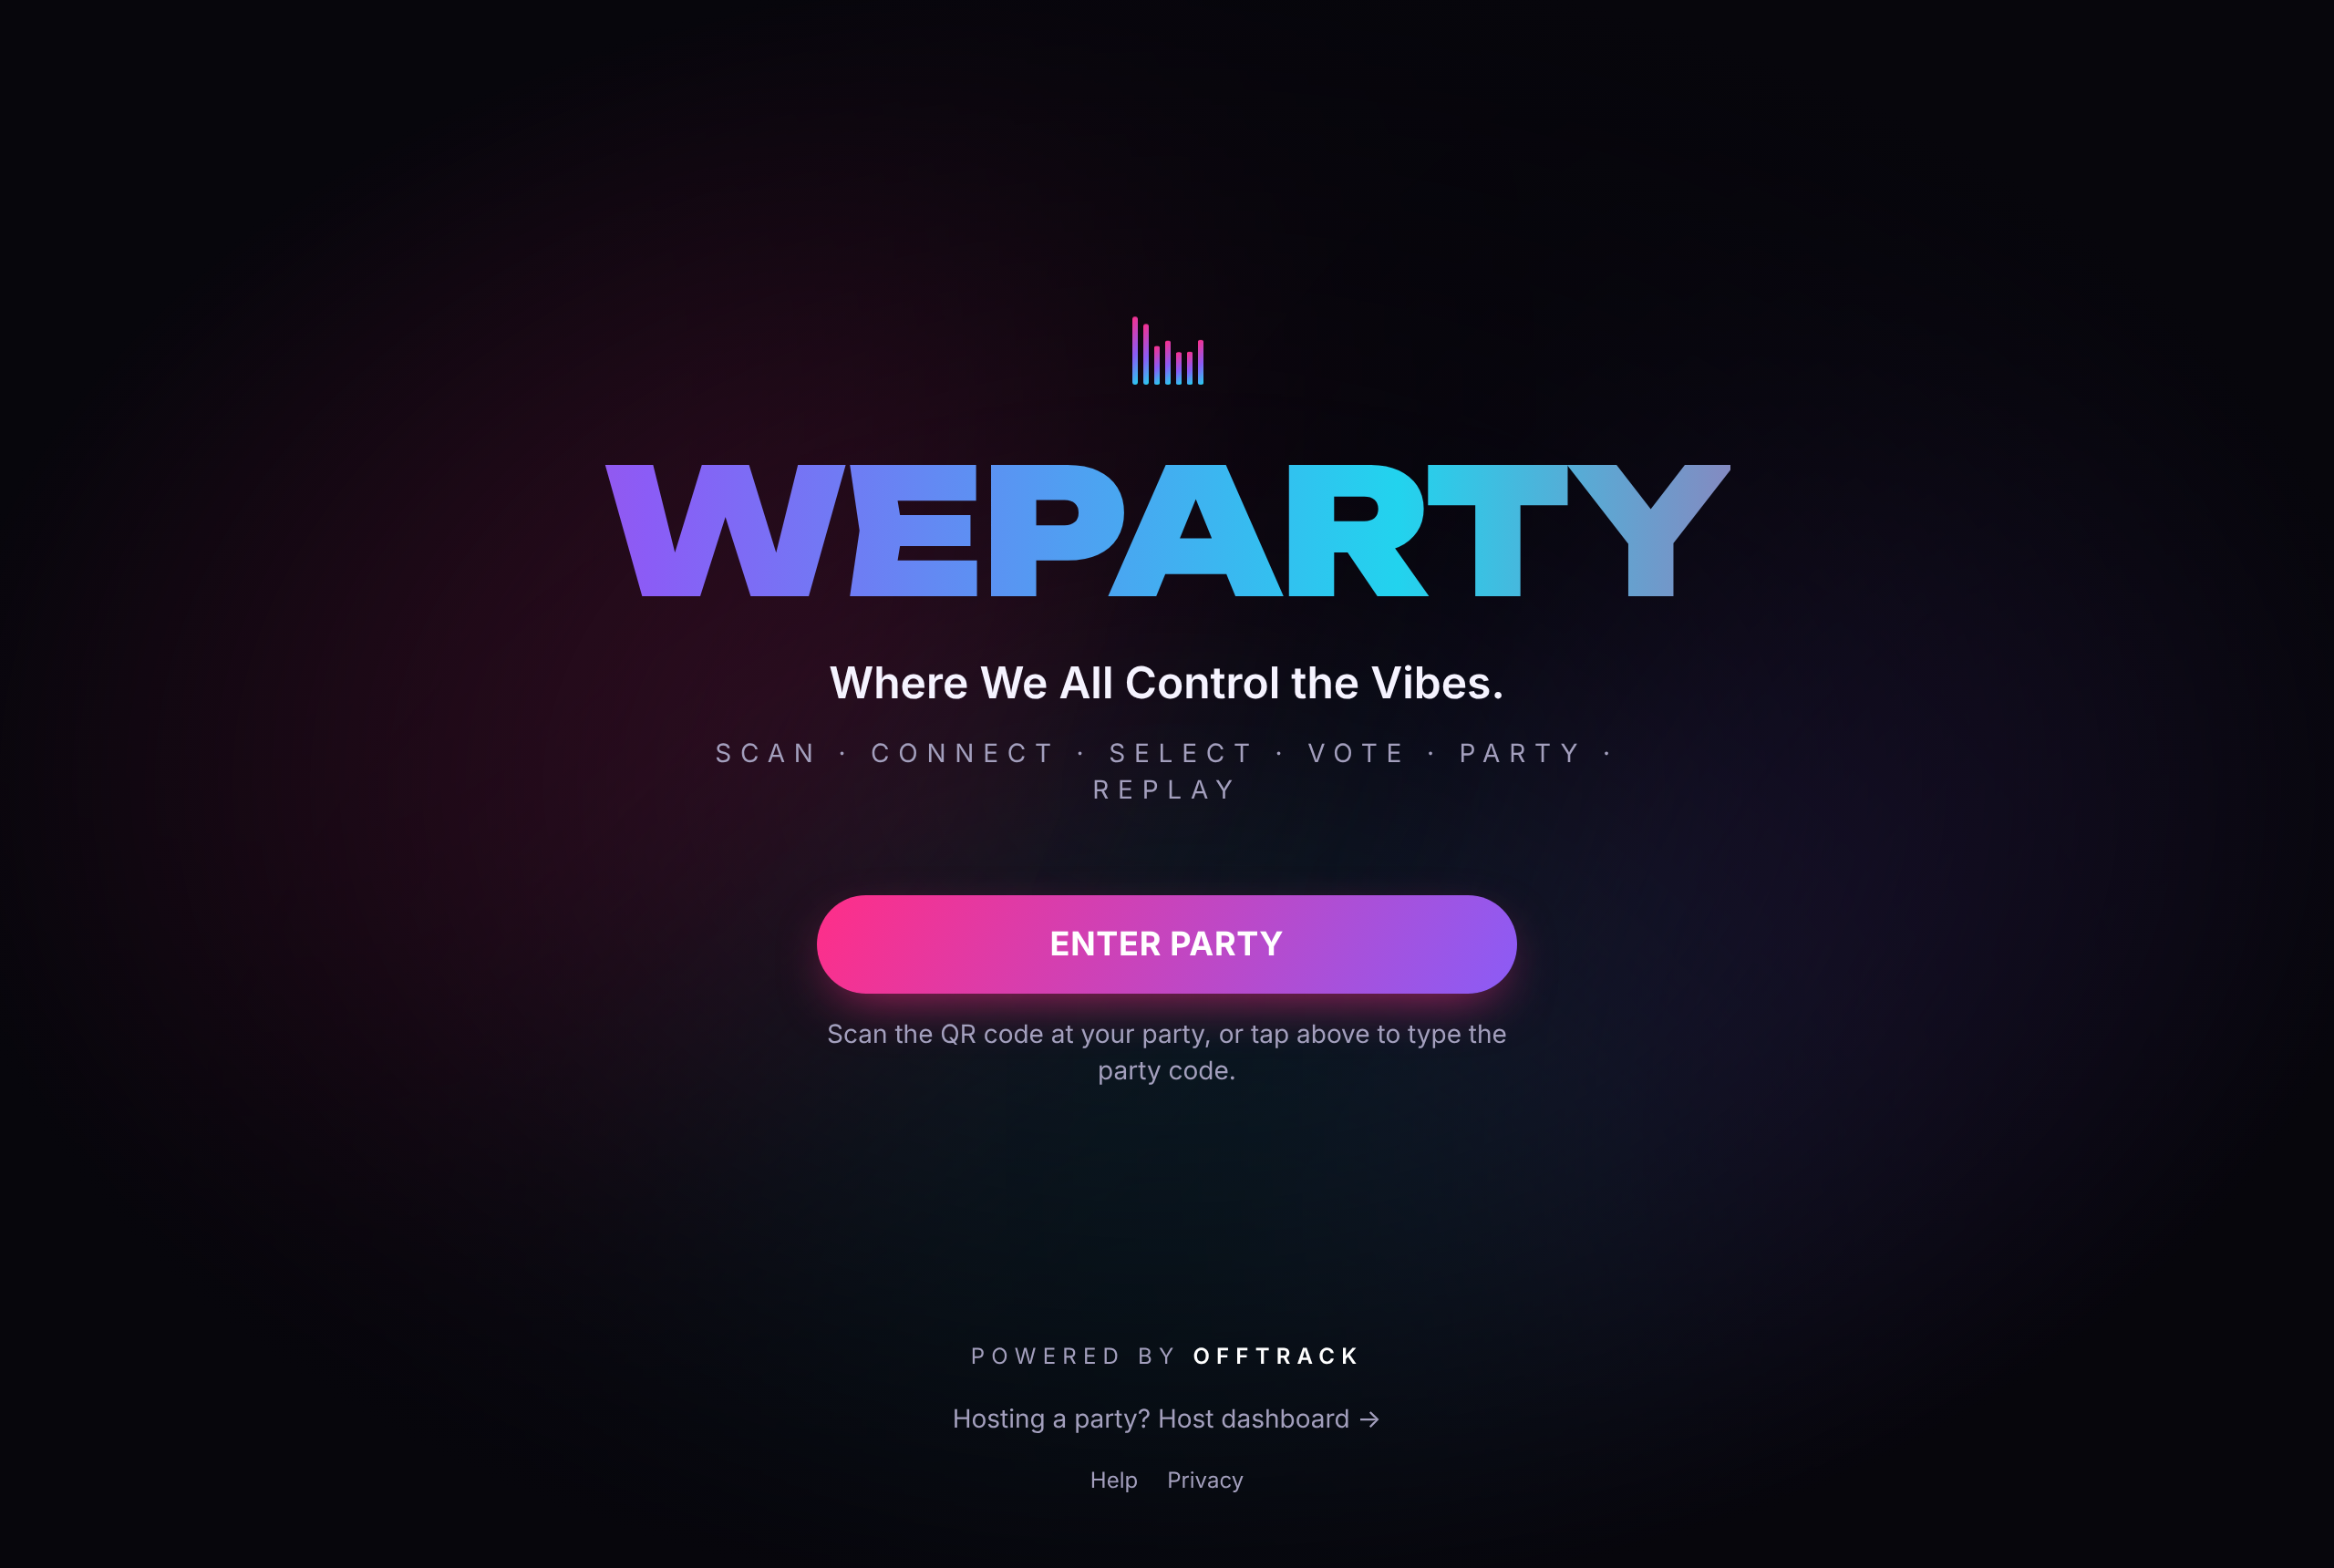 WEPARTY
Where We All Control the Vibes.
SCAN · CONNECT · SELECT · VOTE · PARTY ·
REPLAY
ENTER PARTY
Scan the QR code at your party, or tap above to type the
party code.
POWERED BY OFFTRACK
Hosting a party? Host dashboard →
Help Privacy